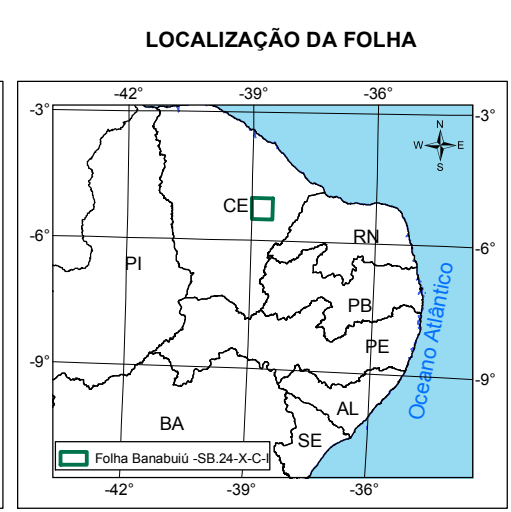 LOCALIZAÇÃO DA FOLHA
-42° -39° -36°
-3° -3°
N
W E
S
CE
RN
-6° -6°
PI
PB
PE
Oceano Atlântico
-9° -9°
AL
BA
SE
Folha Banabuiú -SB.24-X-C-I
-42° -39° -36°